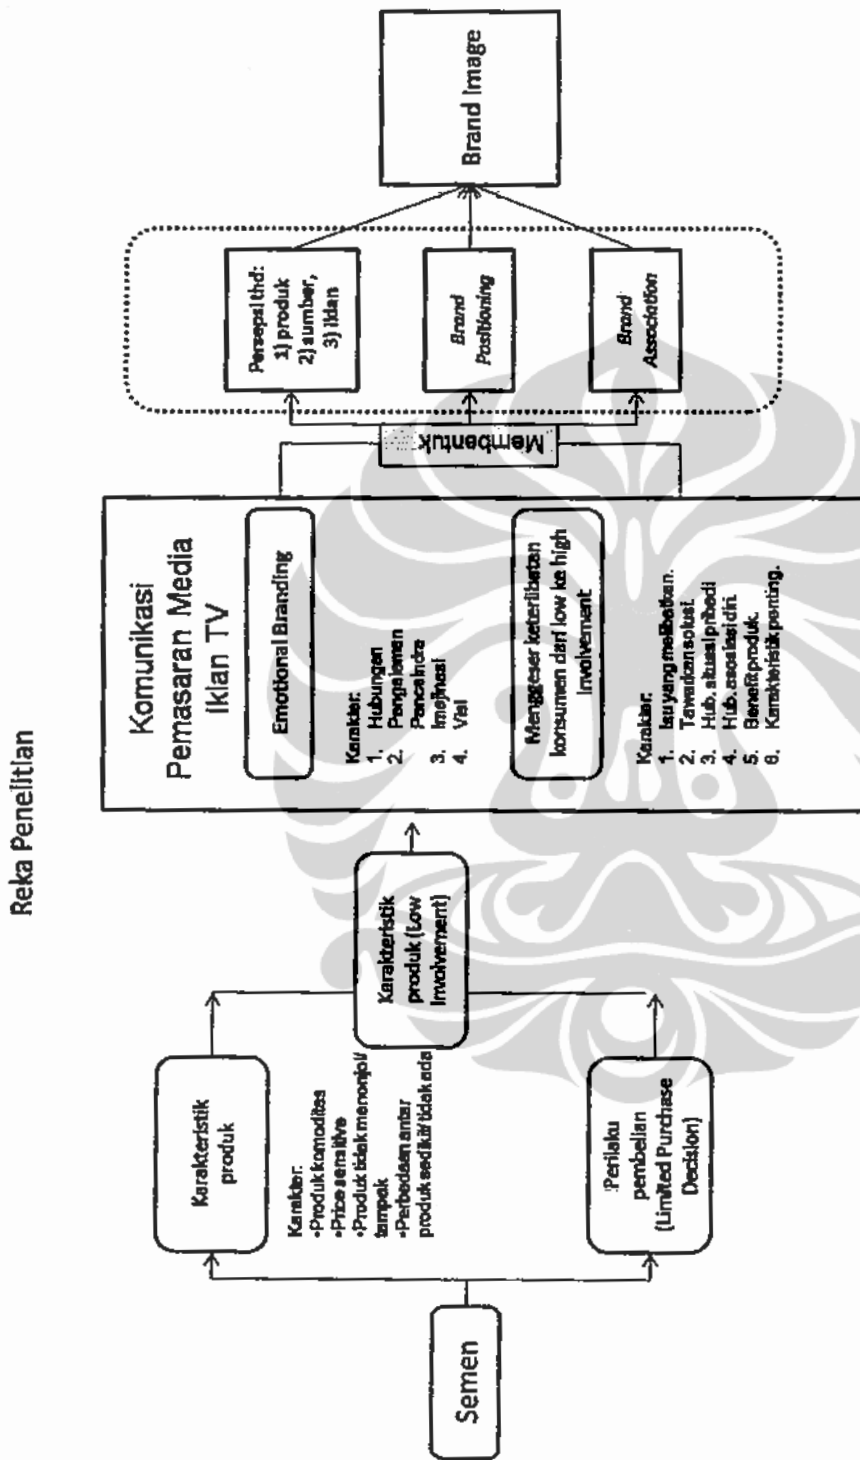 Reka Penelitian
Semen
Karakteristik
produk
Karakter:
•Produk komoditas
•Price sensitive
•Produk tidak menonjol/
tampak
•Perbedaan antar
produk sedikit/tidak ada
Perilaku
pembelian
(Limited Purchase
Decision)
Karakteristik
produk (Low
Involvement)
Komunikasi
Pemasaran Media
Iklan TV
Emotional Branding
Karakter:
1. Hubungan
2. Pengalaman
Panca Indra
3. Imajinasi
4. Visi
Menggeser keterlibatan
konsumen dari low ke high
Involvement
Karakter:
1. Isu yang melibatkan.
2. Tawarkan solusi.
3. Hub. situasi pribadi
4. Hub. asosiasi diri.
5. Benefit produk.
6. Karakteristik penting.
Membentuk
Persepsi thd:
1) produk
2) sumber,
3) iklan
Brand
Positioning
Brand
Association
Brand Image